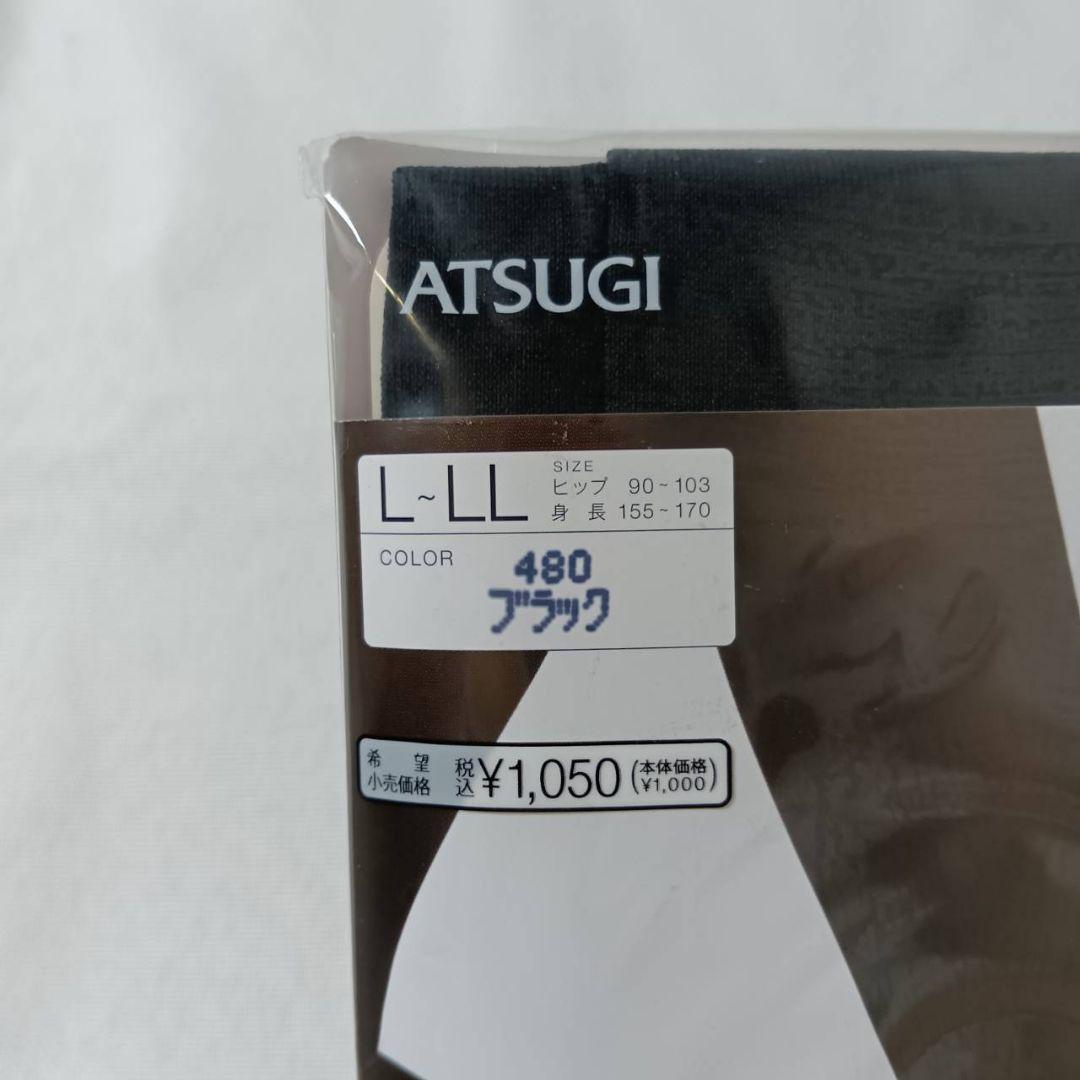 ATSUGI
L~LL
SIZE
ヒップ 90~103
身長 155~170
COLOR
480
ブラック
希望小売価格 税込 ¥1,050 (本体価格 ¥1,000)